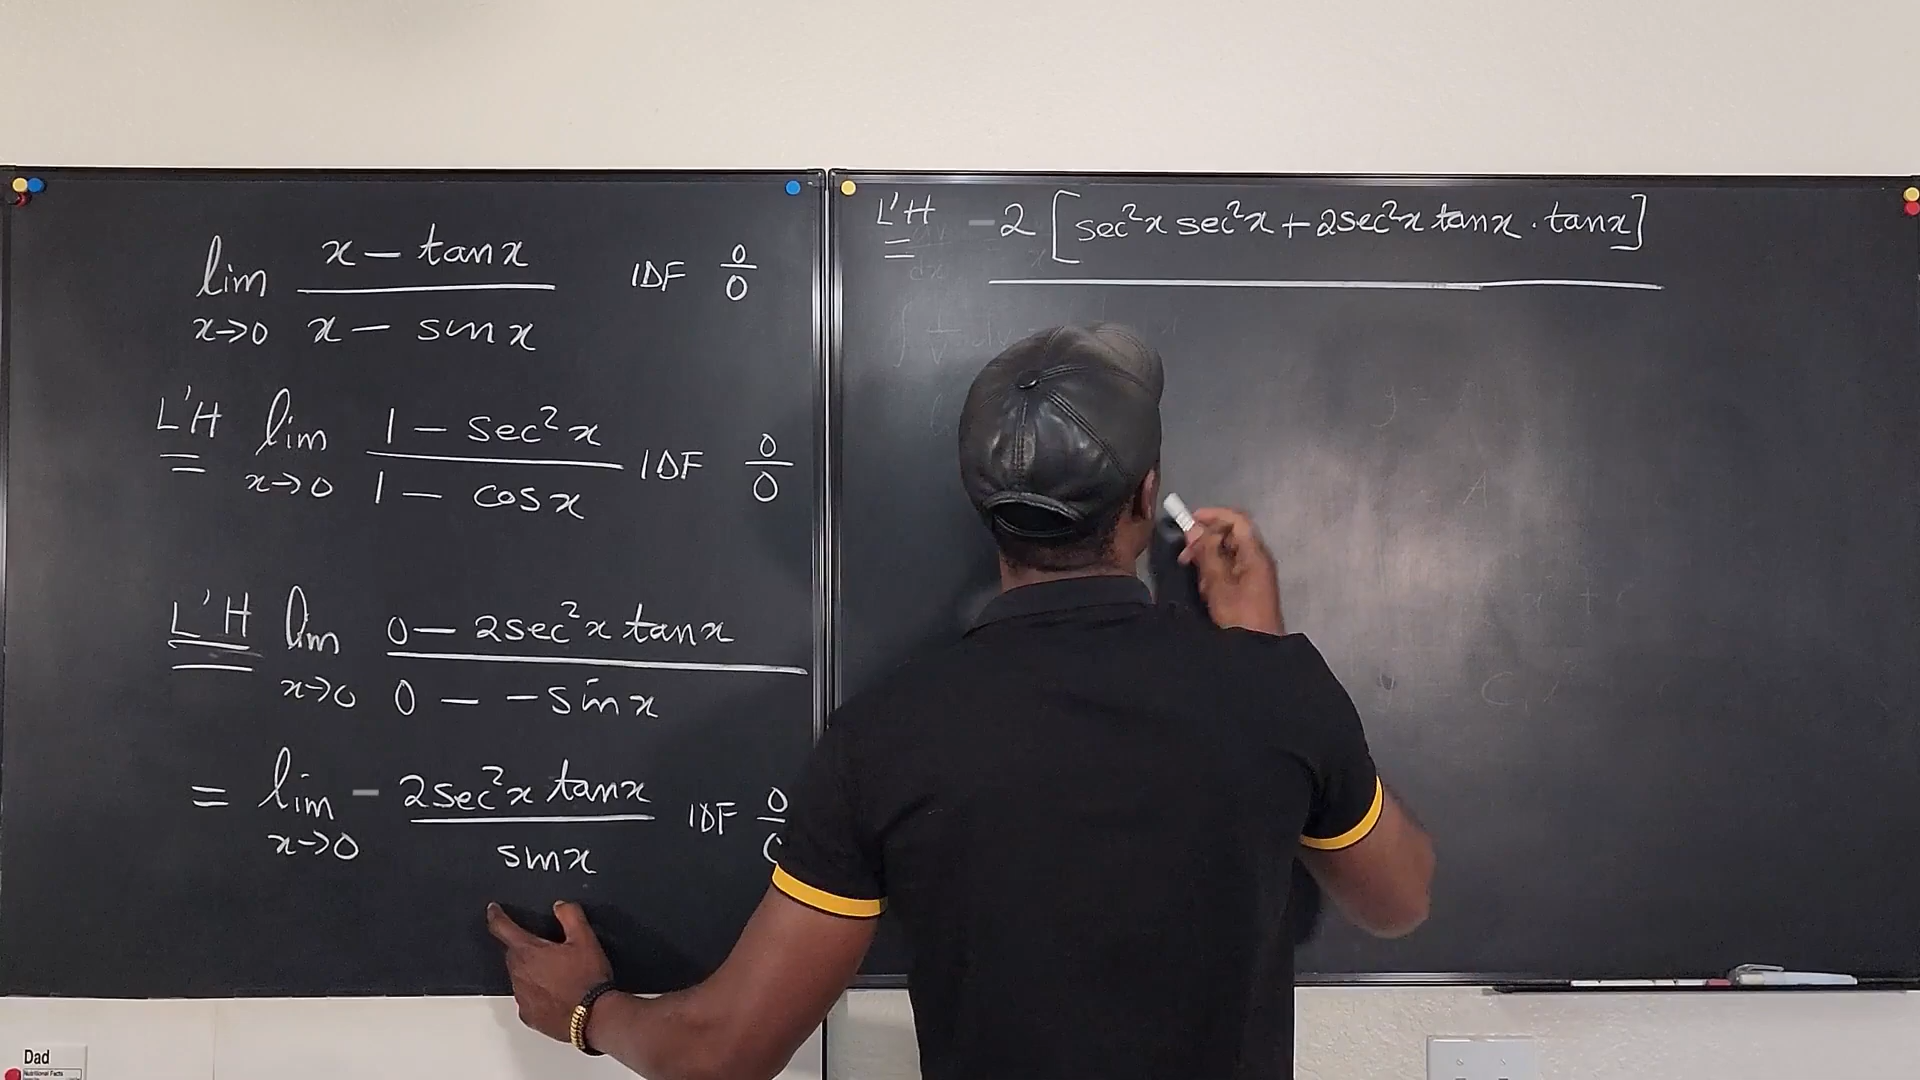 lim x→0 (x − tan x)/(x − sin x) IDF 0/0
L'H = lim x→0 (1 − sec²x)/(1 − cos x) IDF 0/0
L'H = lim x→0 (0 − 2sec²x tan x)/(0 − −sin x)
= lim x→0 − (2sec²x tan x)/(sin x) IDF 0/0
L'H = −2 [sec²x sec²x + 2sec²x tan x · tan x]
Dad